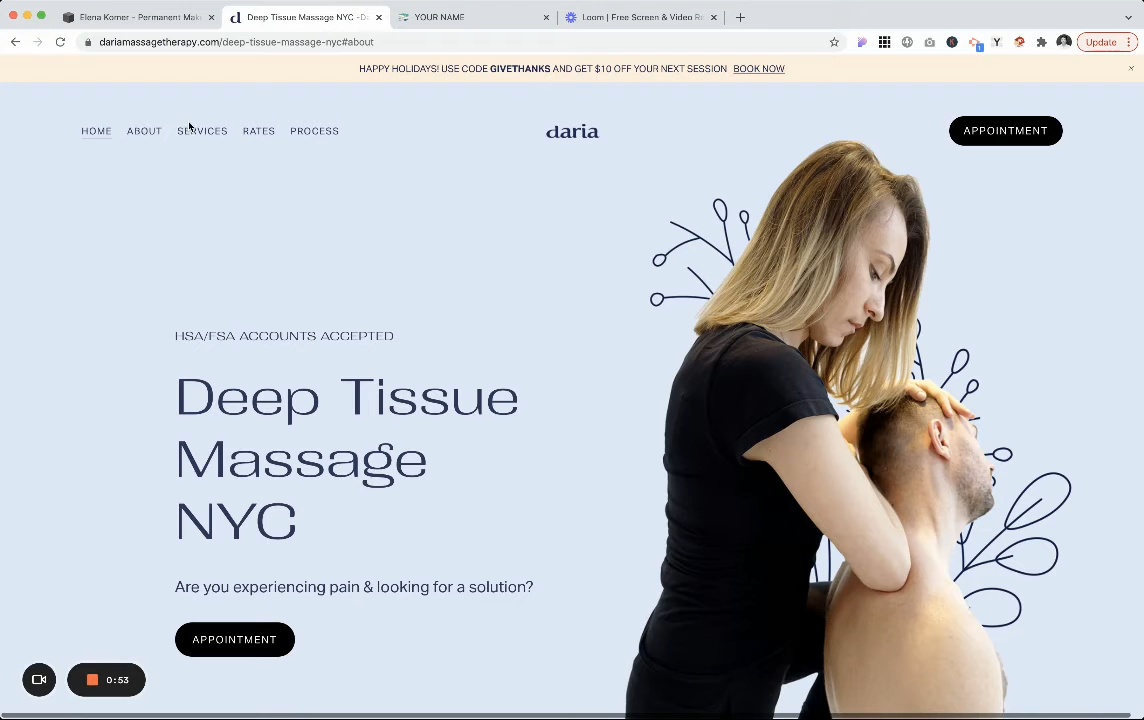 Elena Komer - Permanent Mak
Deep Tissue Massage NYC -Da
YOUR NAME
Loom | Free Screen & Video Re
dariamassagetherapy.com/deep-tissue-massage-nyc#about
Update
HAPPY HOLIDAYS! USE CODE GIVETHANKS AND GET $10 OFF YOUR NEXT SESSION BOOK NOW
HOME ABOUT SERVICES RATES PROCESS
daria
APPOINTMENT
HSA/FSA ACCOUNTS ACCEPTED
Deep Tissue
Massage
NYC
Are you experiencing pain & looking for a solution?
APPOINTMENT
0:53